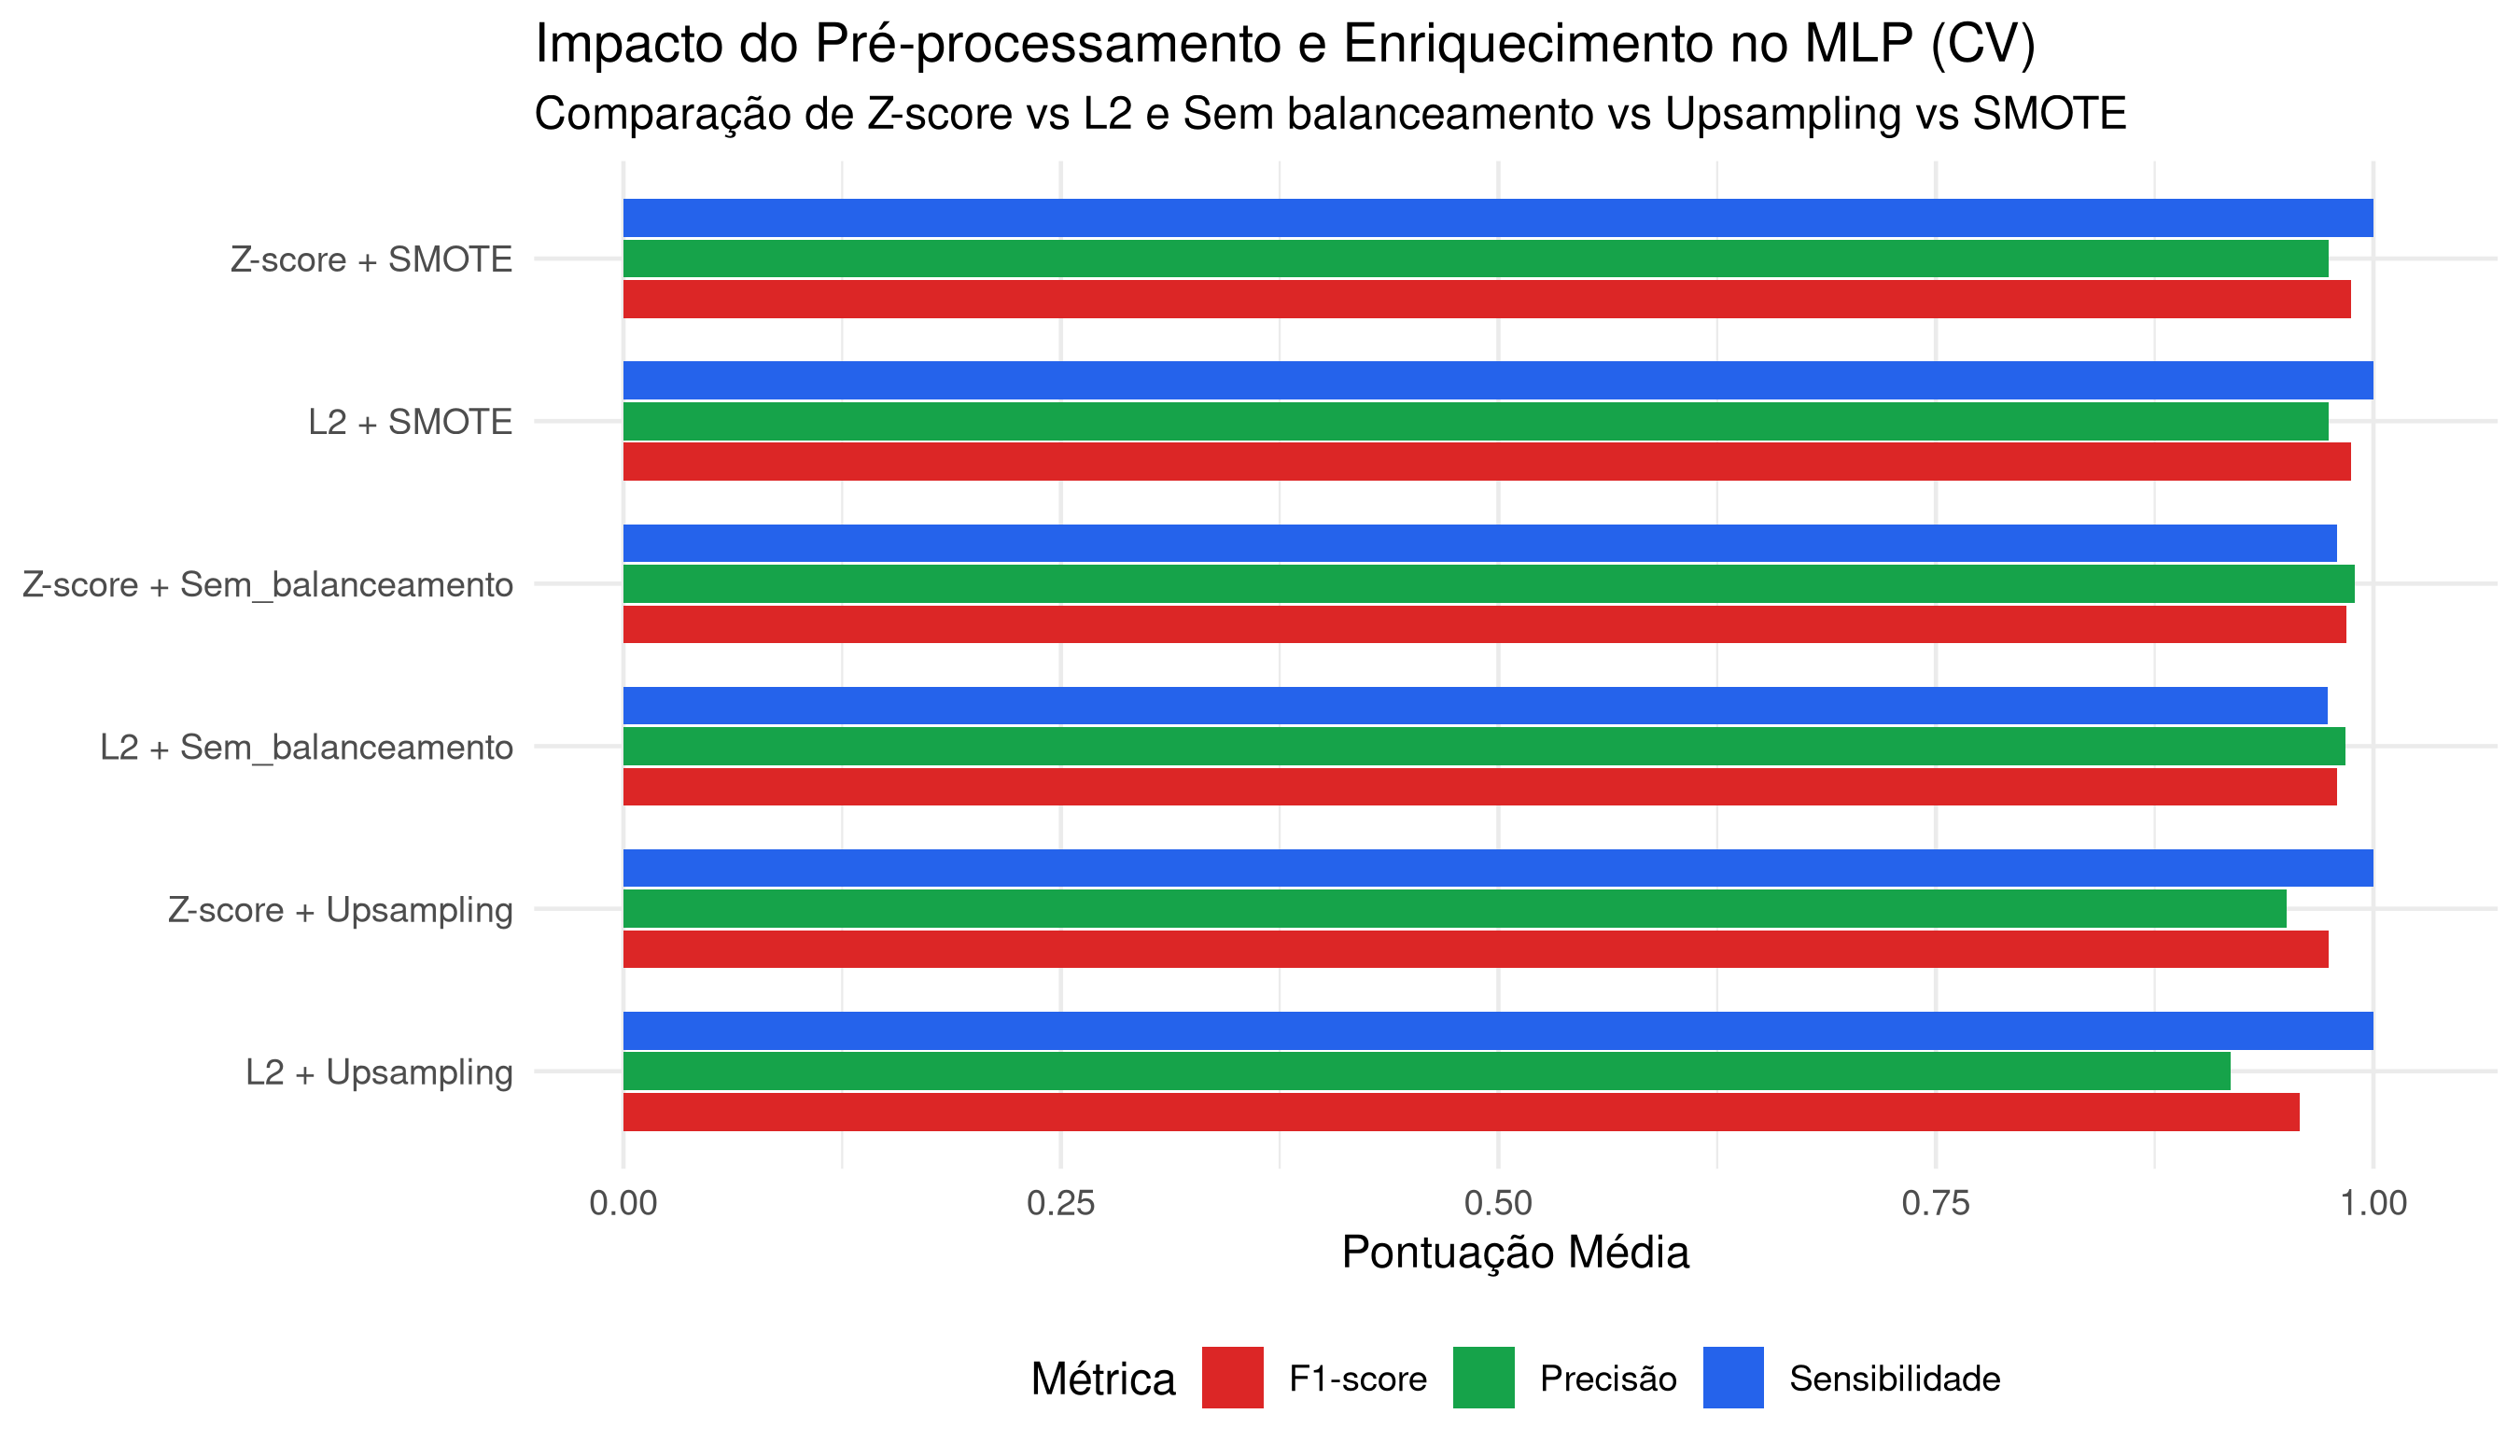 Impacto do Pré-processamento e Enriquecimento no MLP (CV)
Comparação de Z-score vs L2 e Sem balanceamento vs Upsampling vs SMOTE
Z-score + SMOTE
L2 + SMOTE
Z-score + Sem_balanceamento
L2 + Sem_balanceamento
Z-score + Upsampling
L2 + Upsampling
0.00 0.25 0.50 0.75 1.00
Pontuação Média
Métrica F1-score Precisão Sensibilidade